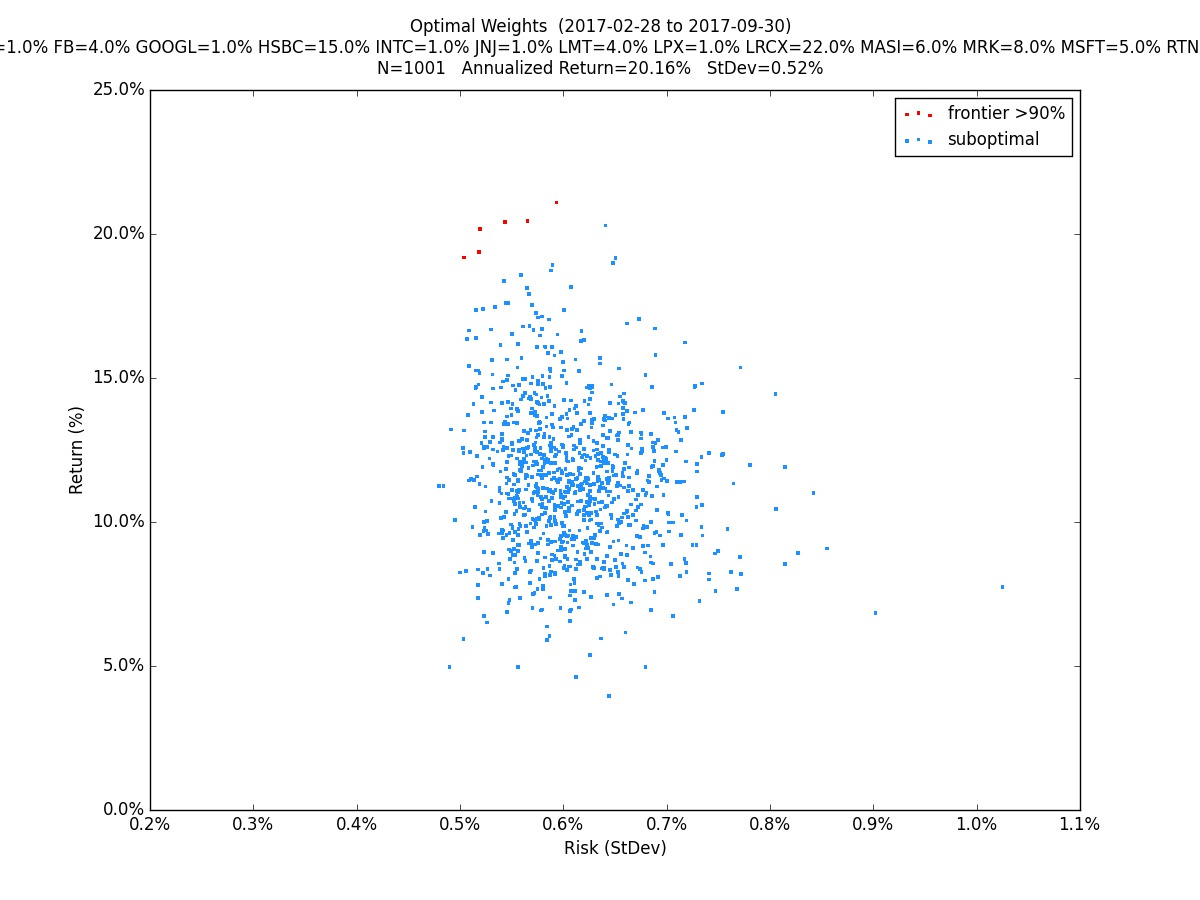 Optimal Weights  (2017-02-28 to 2017-09-30)
=1.0% FB=4.0% GOOGL=1.0% HSBC=15.0% INTC=1.0% JNJ=1.0% LMT=4.0% LPX=1.0% LRCX=22.0% MASI=6.0% MRK=8.0% MSFT=5.0% RTN
N=1001   Annualized Return=20.16%   StDev=0.52%
25.0%
frontier >90%
suboptimal
20.0%
15.0%
Return (%)
10.0%
5.0%
0.0%
0.2% 0.3% 0.4% 0.5% 0.6% 0.7% 0.8% 0.9% 1.0% 1.1%
Risk (StDev)